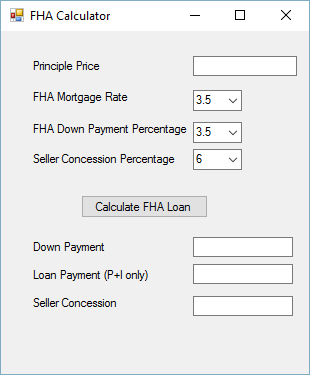 FHA Calculator
Principle Price
FHA Mortgage Rate 3.5
FHA Down Payment Percentage 3.5
Seller Concession Percentage 6
Calculate FHA Loan
Down Payment
Loan Payment (P+I only)
Seller Concession